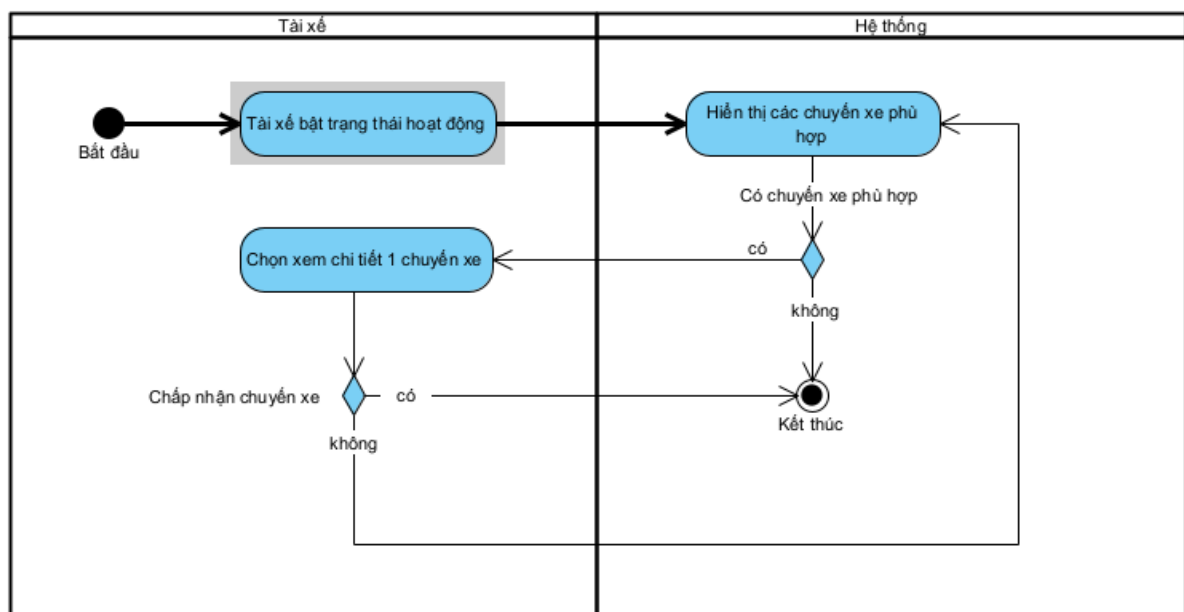 Tài xế
Hệ thống
Tài xế bật trạng thái hoạt động
Hiển thị các chuyến xe phù
hợp
Bắt đầu
Có chuyến xe phù hợp
có
Chọn xem chi tiết 1 chuyến xe
không
Chấp nhận chuyến xe
có
Kết thúc
không